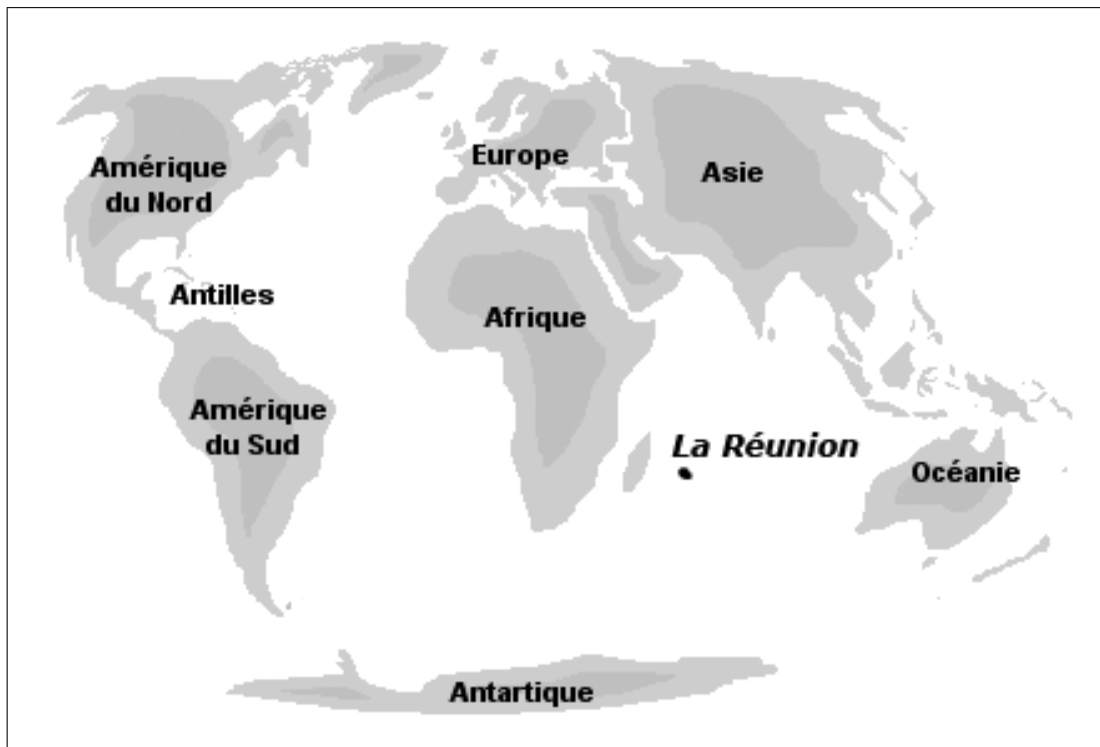 Europe
Asie
Amérique
du Nord
Antilles
Afrique
Amérique
du Sud
La Réunion
Océanie
Antartique